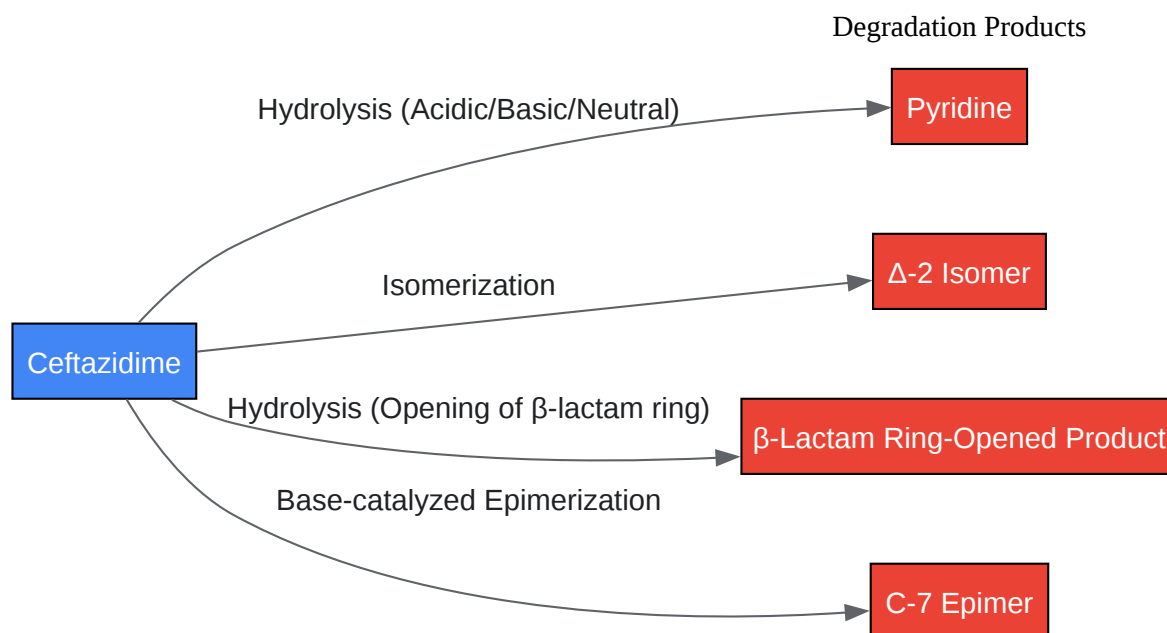 Degradation Products
Hydrolysis (Acidic/Basic/Neutral)
Pyridine
Isomerization
Δ-2 Isomer
Ceftazidime
Hydrolysis (Opening of β-lactam ring)
β-Lactam Ring-Opened Product
Base-catalyzed Epimerization
C-7 Epimer